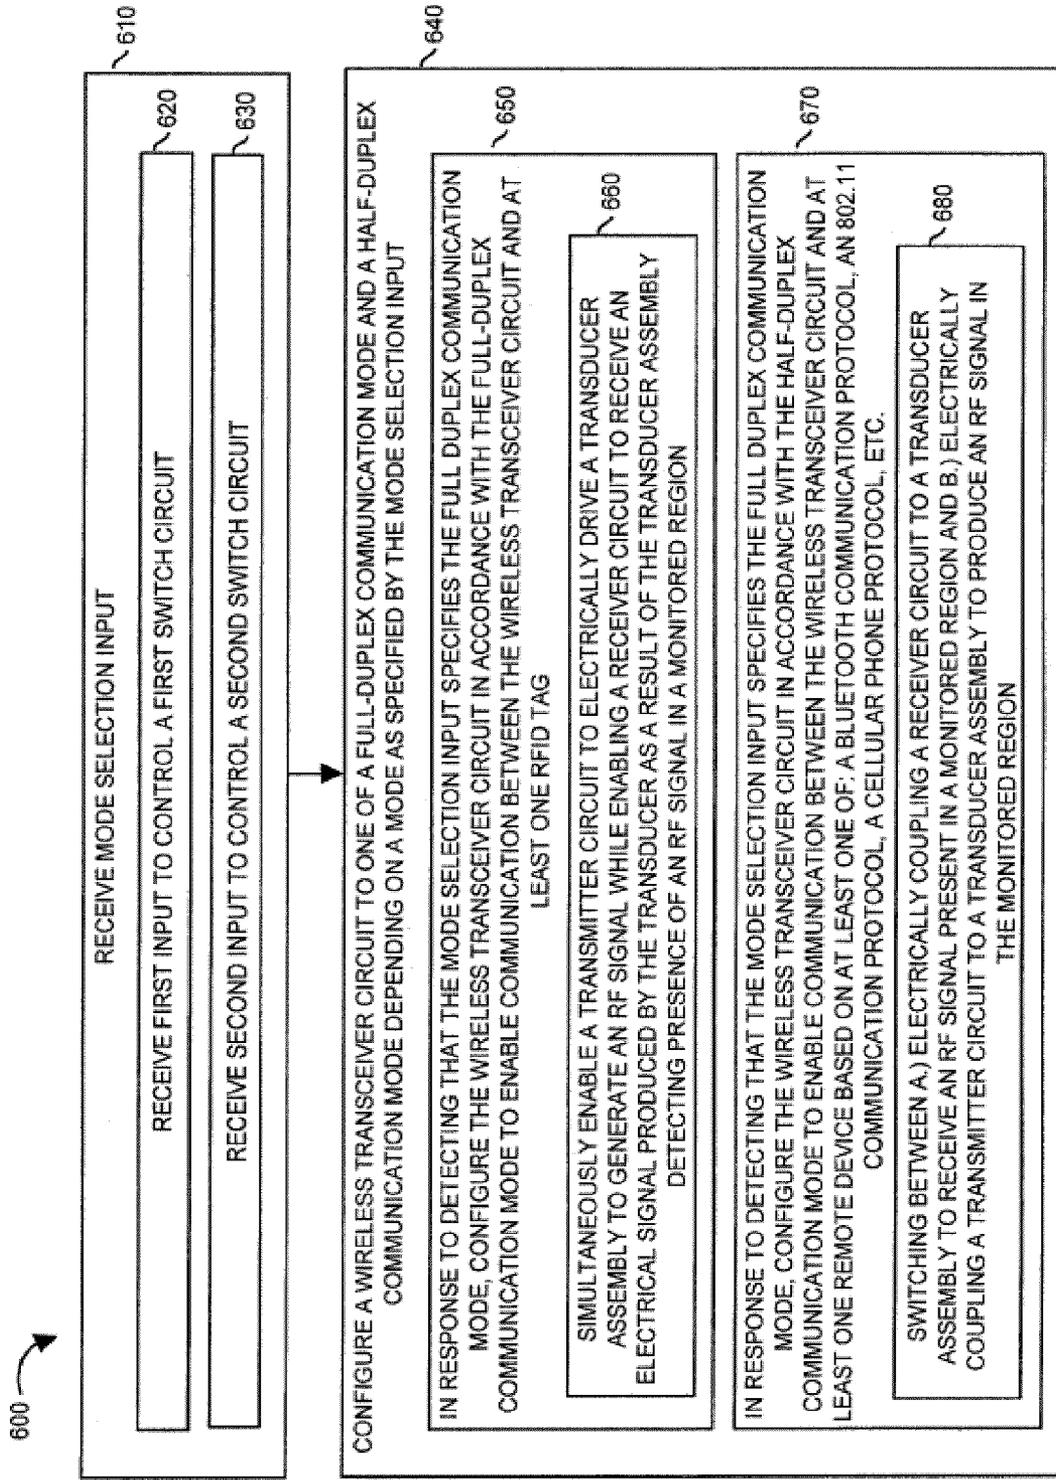 600
610
RECEIVE MODE SELECTION INPUT
620
RECEIVE FIRST INPUT TO CONTROL A FIRST SWITCH CIRCUIT
630
RECEIVE SECOND INPUT TO CONTROL A SECOND SWITCH CIRCUIT
640
CONFIGURE A WIRELESS TRANSCEIVER CIRCUIT TO ONE OF A FULL-DUPLEX COMMUNICATION MODE AND A HALF-DUPLEX
COMMUNICATION MODE DEPENDING ON A MODE AS SPECIFIED BY THE MODE SELECTION INPUT
650
IN RESPONSE TO DETECTING THAT THE MODE SELECTION INPUT SPECIFIES THE FULL DUPLEX COMMUNICATION
MODE, CONFIGURE THE WIRELESS TRANSCEIVER CIRCUIT IN ACCORDANCE WITH THE FULL-DUPLEX
COMMUNICATION MODE TO ENABLE COMMUNICATION BETWEEN THE WIRELESS TRANSCEIVER CIRCUIT AND AT
LEAST ONE RFID TAG
660
SIMULTANEOUSLY ENABLE A TRANSMITTER CIRCUIT TO ELECTRICALLY DRIVE A TRANSDUCER
ASSEMBLY TO GENERATE AN RF SIGNAL WHILE ENABLING A RECEIVER CIRCUIT TO RECEIVE AN
ELECTRICAL SIGNAL PRODUCED BY THE TRANSDUCER AS A RESULT OF THE TRANSDUCER ASSEMBLY
DETECTING PRESENCE OF AN RF SIGNAL IN A MONITORED REGION
670
IN RESPONSE TO DETECTING THAT THE MODE SELECTION INPUT SPECIFIES THE FULL DUPLEX COMMUNICATION
MODE, CONFIGURE THE WIRELESS TRANSCEIVER CIRCUIT IN ACCORDANCE WITH THE HALF-DUPLEX
COMMUNICATION MODE TO ENABLE COMMUNICATION BETWEEN THE WIRELESS TRANSCEIVER CIRCUIT AND AT
LEAST ONE REMOTE DEVICE BASED ON AT LEAST ONE OF: A BLUETOOTH COMMUNICATION PROTOCOL, AN 802.11
COMMUNICATION PROTOCOL, A CELLULAR PHONE PROTOCOL, ETC.
680
SWITCHING BETWEEN A.) ELECTRICALLY COUPLING A RECEIVER CIRCUIT TO A TRANSDUCER
ASSEMBLY TO RECEIVE AN RF SIGNAL PRESENT IN A MONITORED REGION AND B.) ELECTRICALLY
COUPLING A TRANSMITTER CIRCUIT TO A TRANSDUCER ASSEMBLY TO PRODUCE AN RF SIGNAL IN
THE MONITORED REGION